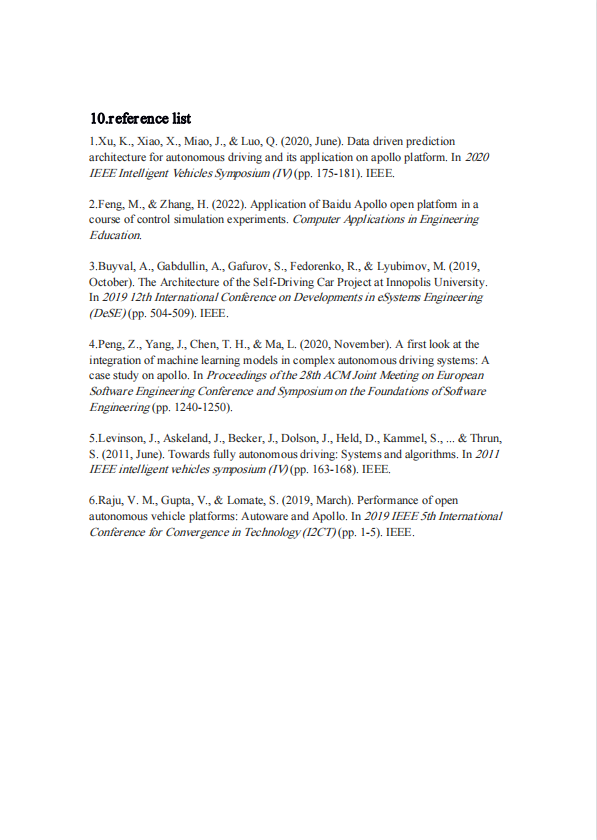 10.reference list
1.Xu, K., Xiao, X., Miao, J., & Luo, Q. (2020, June). Data driven prediction
architecture for autonomous driving and its application on apollo platform. In 2020
IEEE Intelligent Vehicles Symposium (IV) (pp. 175-181). IEEE.
2.Feng, M., & Zhang, H. (2022). Application of Baidu Apollo open platform in a
course of control simulation experiments. Computer Applications in Engineering
Education.
3.Buyval, A., Gabdullin, A., Gafurov, S., Fedorenko, R., & Lyubimov, M. (2019,
October). The Architecture of the Self-Driving Car Project at Innopolis University.
In 2019 12th International Conference on Developments in eSystems Engineering
(DeSE) (pp. 504-509). IEEE.
4.Peng, Z., Yang, J., Chen, T. H., & Ma, L. (2020, November). A first look at the
integration of machine learning models in complex autonomous driving systems: A
case study on apollo. In Proceedings of the 28th ACM Joint Meeting on European
Software Engineering Conference and Symposium on the Foundations of Software
Engineering (pp. 1240-1250).
5.Levinson, J., Askeland, J., Becker, J., Dolson, J., Held, D., Kammel, S., ... & Thrun,
S. (2011, June). Towards fully autonomous driving: Systems and algorithms. In 2011
IEEE intelligent vehicles symposium (IV) (pp. 163-168). IEEE.
6.Raju, V. M., Gupta, V., & Lomate, S. (2019, March). Performance of open
autonomous vehicle platforms: Autoware and Apollo. In 2019 IEEE 5th International
Conference for Convergence in Technology (I2CT) (pp. 1-5). IEEE.